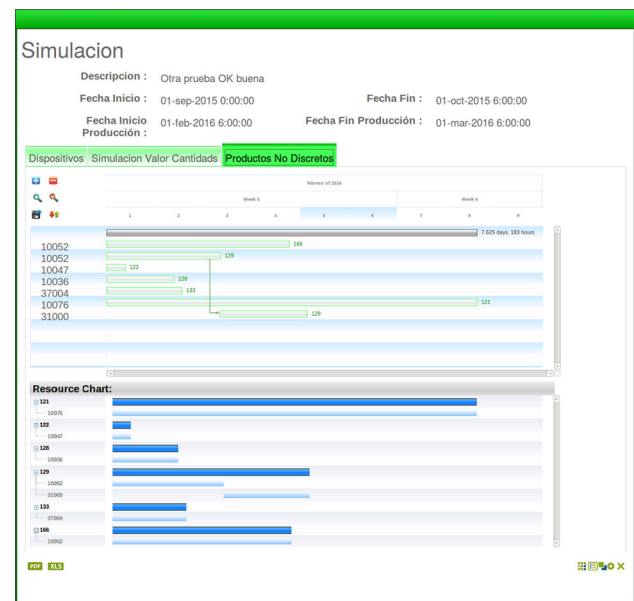 Simulacion
Descripcion : Otra prueba OK buena
Fecha Inicio : 01-sep-2015 0:00:00 Fecha Fin : 01-oct-2015 6:00:00
Fecha Inicio Producción : 01-feb-2016 6:00:00 Fecha Fin Producción : 01-mar-2016 6:00:00
Dispositivos Simulacion Valor Cantidads Productos No Discretos
febrero of 2016
Week 5 Week 6
1 2 3 4 5 6 7 8 9
7.625 days, 183 hours
10052 166
10052 129
10047 122
10036 128
37004 133
10076 121
31000 129
Resource Chart:
121
10076
122
10047
128
10036
129
10052
31000
133
37004
166
10052
PDF XLS